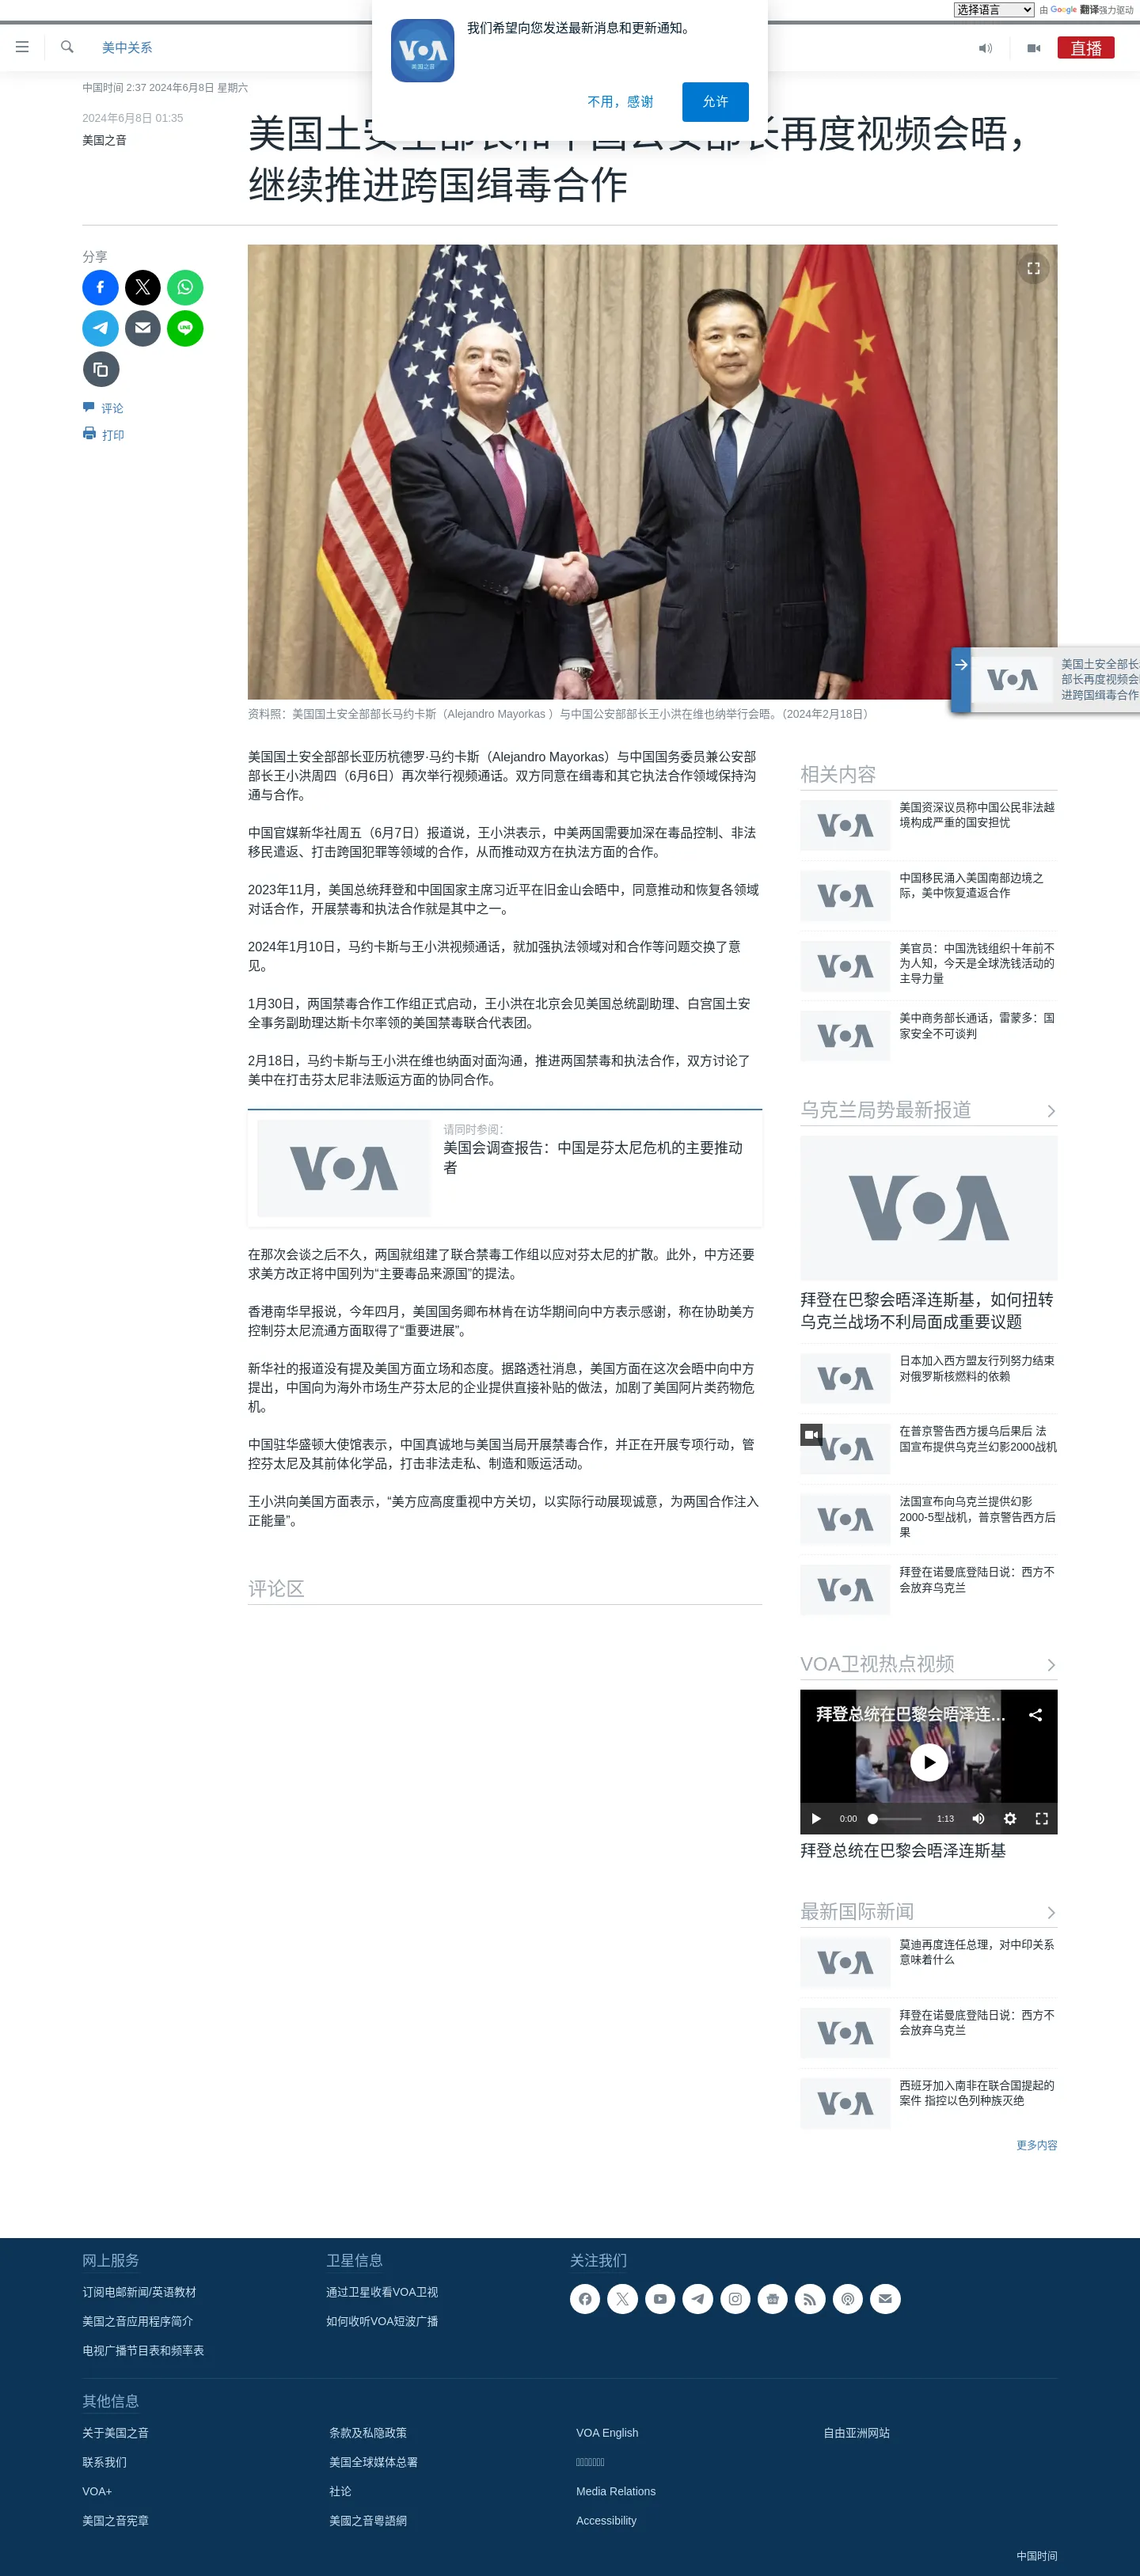 选择语言
由 Google 翻译强力驱动
美中关系
我们希望向您发送最新消息和更新通知。
VOA
美国之音
不用，感谢
允许
直播
中国时间 2:37 2024年6月8日 星期六
2024年6月8日 01:35
美国之音
美国土安全部长和中国公安部长再度视频会晤，
继续推进跨国缉毒合作
分享
评论
打印
资料照：美国国土安全部部长马约卡斯（Alejandro Mayorkas ）与中国公安部部长王小洪在维也纳举行会晤。（2024年2月18日）
VOA
美国土安全部长
部长再度视频会
进跨国缉毒合作
美国国土安全部部长亚历杭德罗·马约卡斯（Alejandro Mayorkas）与中国国务委员兼公安部
部长王小洪周四（6月6日）再次举行视频通话。双方同意在缉毒和其它执法合作领域保持沟
通与合作。
中国官媒新华社周五（6月7日）报道说，王小洪表示，中美两国需要加深在毒品控制、非法
移民遣返、打击跨国犯罪等领域的合作，从而推动双方在执法方面的合作。
2023年11月，美国总统拜登和中国国家主席习近平在旧金山会晤中，同意推动和恢复各领域
对话合作，开展禁毒和执法合作就是其中之一。
2024年1月10日，马约卡斯与王小洪视频通话，就加强执法领域对和合作等问题交换了意
见。
1月30日，两国禁毒合作工作组正式启动，王小洪在北京会见美国总统副助理、白宫国土安
全事务副助理达斯卡尔率领的美国禁毒联合代表团。
2月18日，马约卡斯与王小洪在维也纳面对面沟通，推进两国禁毒和执法合作，双方讨论了
美中在打击芬太尼非法贩运方面的协同合作。
VOA
请同时参阅：
美国会调查报告：中国是芬太尼危机的主要推动
者
在那次会谈之后不久，两国就组建了联合禁毒工作组以应对芬太尼的扩散。此外，中方还要
求美方改正将中国列为“主要毒品来源国”的提法。
香港南华早报说，今年四月，美国国务卿布林肯在访华期间向中方表示感谢，称在协助美方
控制芬太尼流通方面取得了“重要进展”。
新华社的报道没有提及美国方面立场和态度。据路透社消息，美国方面在这次会晤中向中方
提出，中国向为海外市场生产芬太尼的企业提供直接补贴的做法，加剧了美国阿片类药物危
机。
中国驻华盛顿大使馆表示，中国真诚地与美国当局开展禁毒合作，并正在开展专项行动，管
控芬太尼及其前体化学品，打击非法走私、制造和贩运活动。
王小洪向美国方面表示，“美方应高度重视中方关切，以实际行动展现诚意，为两国合作注入
正能量”。
评论区
相关内容
VOA
美国资深议员称中国公民非法越
境构成严重的国安担忧
VOA
中国移民涌入美国南部边境之
际，美中恢复遣返合作
VOA
美官员：中国洗钱组织十年前不
为人知，今天是全球洗钱活动的
主导力量
VOA
美中商务部长通话，雷蒙多：国
家安全不可谈判
乌克兰局势最新报道
VOA
拜登在巴黎会晤泽连斯基，如何扭转
乌克兰战场不利局面成重要议题
VOA
日本加入西方盟友行列努力结束
对俄罗斯核燃料的依赖
VOA
在普京警告西方援乌后果后 法
国宣布提供乌克兰幻影2000战机
VOA
法国宣布向乌克兰提供幻影
2000-5型战机，普京警告西方后
果
VOA
拜登在诺曼底登陆日说：西方不
会放弃乌克兰
VOA卫视热点视频
拜登总统在巴黎会晤泽连...
0:00
1:13
拜登总统在巴黎会晤泽连斯基
最新国际新闻
VOA
莫迪再度连任总理，对中印关系
意味着什么
VOA
拜登在诺曼底登陆日说：西方不
会放弃乌克兰
VOA
西班牙加入南非在联合国提起的
案件 指控以色列种族灭绝
更多内容
网上服务
订阅电邮新闻/英语教材
美国之音应用程序简介
电视广播节目表和频率表
卫星信息
通过卫星收看VOA卫视
如何收听VOA短波广播
关注我们
其他信息
关于美国之音
联系我们
VOA+
美国之音宪章
条款及私隐政策
美国全球媒体总署
社论
美國之音粵語網
VOA English
Media Relations
Accessibility
自由亚洲网站
中国时间